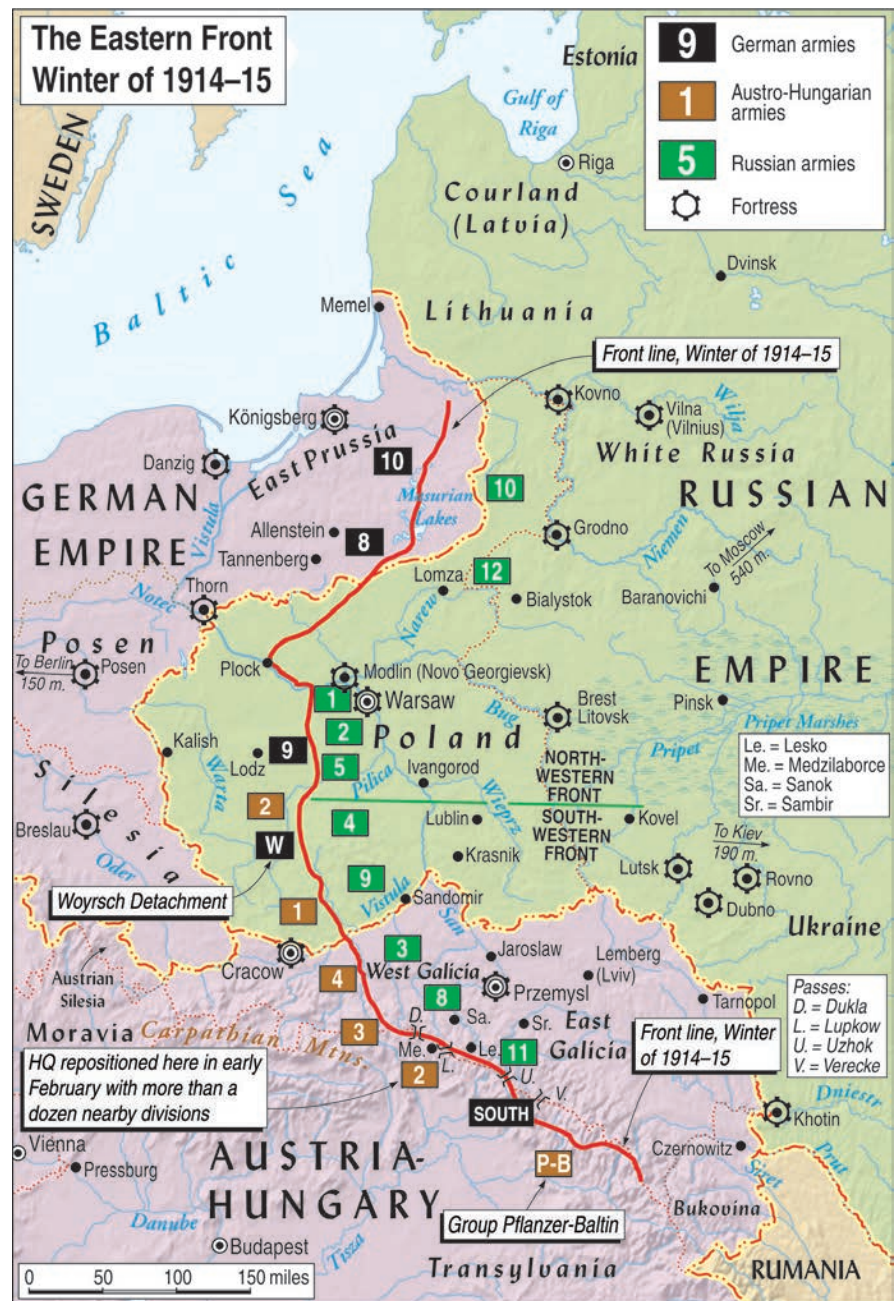 The Eastern Front
Winter of 1914–15
9
German armies
1
Austro-Hungarian
armies
5
Russian armies
Fortress
SWEDEN
Baltic Sea
Estonia
Gulf of
Riga
Riga
Courland
(Latvia)
Dvinsk
Memel
Lithuania
Front line, Winter of 1914–15
Königsberg
Kovno
Vilna
(Vilnius)
Wilja
White Russia
Danzig
East Prussia
10
GERMAN
EMPIRE
Vistula
Masurian
Lakes
10
RUSSIAN
EMPIRE
Allenstein
8
Tannenberg
Grodno
Niemen
To Moscow
540 m.
12
Lomza
Bialystok
Baranovichi
Notec
Thorn
Narew
Posen
To Berlin
150 m.
Posen
Plock
Modlin (Novo Georgievsk)
Warsaw
1
2
5
Poland
Bug
Brest
Litovsk
Pinsk
Pripet Marshes
Pripet
Le. = Lesko
Me. = Medzilaborce
Sa. = Sanok
Sr. = Sambir
Kalish
Warta
Lodz
9
Pilica
Ivangorod
NORTH-
WESTERN
FRONT
Silesia
2
4
Lublin
Wieprz
SOUTH-
WESTERN
FRONT
Kovel
To Kiev
190 m.
Breslau
Oder
W
Krasnik
Lutsk
Rovno
Dubno
Woyrsch Detachment
9
Vistula
Sandomir
San
Ukraine
1
Cracow
3
Jaroslaw
Lemberg
(Lviv)
Austrian
Silesia
4
West Galicia
Przemysl
Tarnopol
8
Sa.
Sr.
East
Galicia
Passes:
D. = Dukla
L. = Lupkow
U. = Uzhok
V. = Verecke
Moravia
Carpathian Mtns.
3
D.
Me.
L.
Le.
11
U.
V.
Front line, Winter
of 1914–15
HQ repositioned here in early
February with more than a
dozen nearby divisions
2
SOUTH
Dniestr
Khotin
Vienna
Pressburg
AUSTRIA-
HUNGARY
P-B
Czernowitz
Siret
Prut
Bukovina
Group Pflanzer-Baltin
Danube
Budapest
Tisza
Transylvania
RUMANIA
0 50 100 150 miles